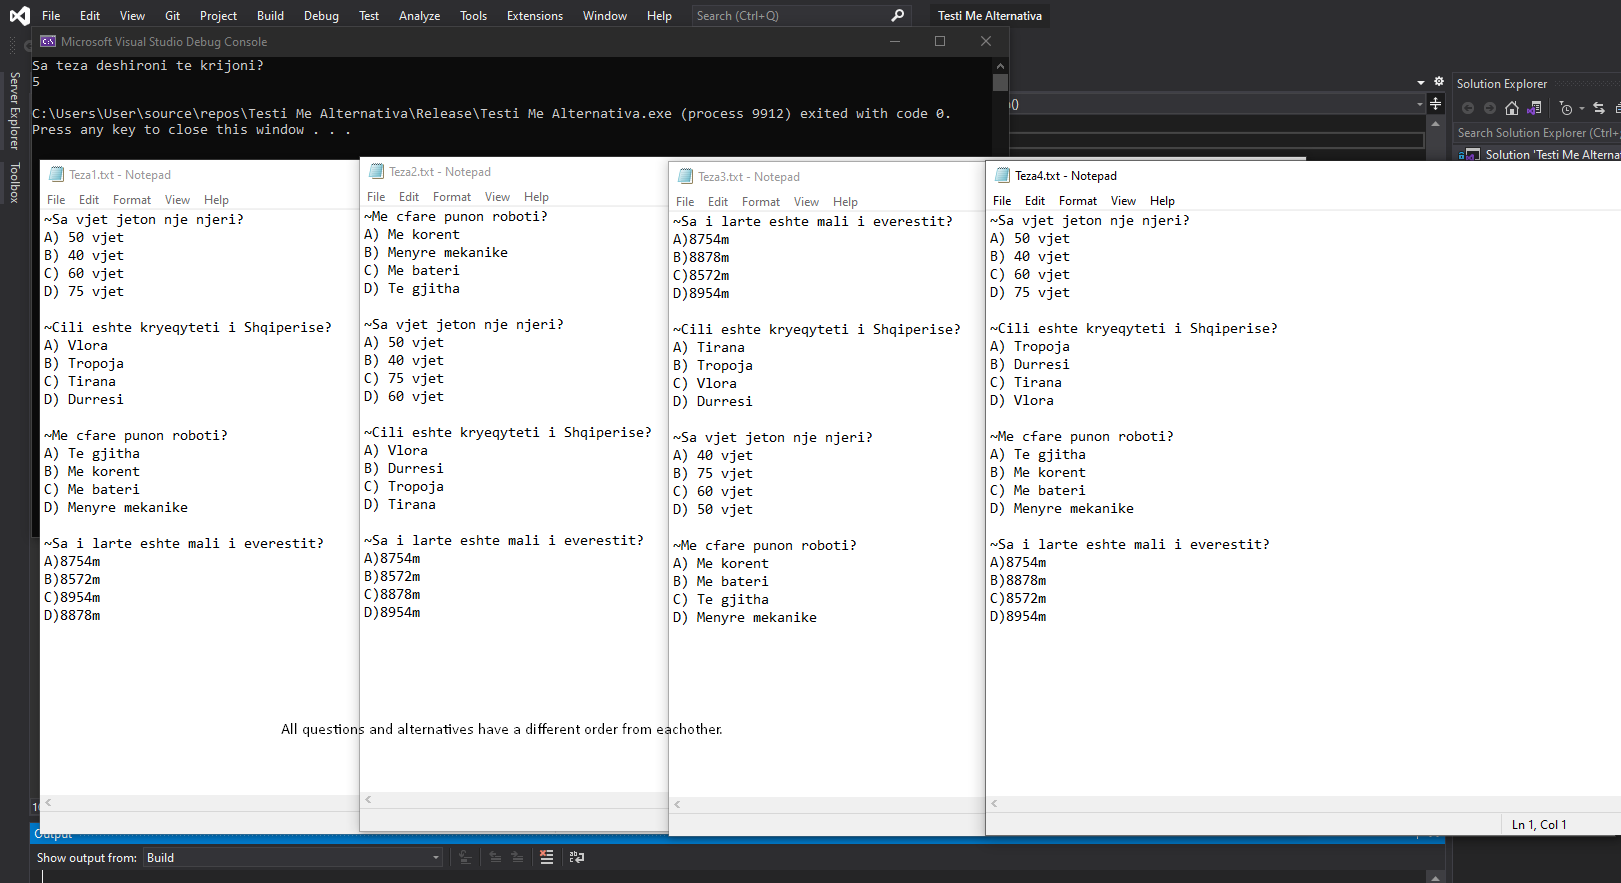 File Edit View Git Project Build Debug Test Analyze Tools Extensions Window Help Search (Ctrl+Q) Testi Me Alternativa
Microsoft Visual Studio Debug Console
Sa teza deshironi te krijoni?
5
C:\Users\User\source\repos\Testi Me Alternativa\Release\Testi Me Alternativa.exe (process 9912) exited with code 0.
Press any key to close this window . . .
Server Explorer
Toolbox
()
Solution Explorer
Search Solution Explorer (Ctrl+
Solution 'Testi Me Alterna
Teza1.txt - Notepad
File Edit Format View Help
~Sa vjet jeton nje njeri?
A) 50 vjet
B) 40 vjet
C) 60 vjet
D) 75 vjet
~Cili eshte kryeqyteti i Shqiperise?
A) Vlora
B) Tropoja
C) Tirana
D) Durresi
~Me cfare punon roboti?
A) Te gjitha
B) Me korent
C) Me bateri
D) Menyre mekanike
~Sa i larte eshte mali i everestit?
A)8754m
B)8572m
C)8954m
D)8878m
Teza2.txt - Notepad
File Edit Format View Help
~Me cfare punon roboti?
A) Me korent
B) Menyre mekanike
C) Me bateri
D) Te gjitha
~Sa vjet jeton nje njeri?
A) 50 vjet
B) 40 vjet
C) 75 vjet
D) 60 vjet
~Cili eshte kryeqyteti i Shqiperise?
A) Vlora
B) Durresi
C) Tropoja
D) Tirana
~Sa i larte eshte mali i everestit?
A)8754m
B)8572m
C)8878m
D)8954m
Teza3.txt - Notepad
File Edit Format View Help
~Sa i larte eshte mali i everestit?
A)8754m
B)8878m
C)8572m
D)8954m
~Cili eshte kryeqyteti i Shqiperise?
A) Tirana
B) Tropoja
C) Vlora
D) Durresi
~Sa vjet jeton nje njeri?
A) 40 vjet
B) 75 vjet
C) 60 vjet
D) 50 vjet
~Me cfare punon roboti?
A) Me korent
B) Me bateri
C) Te gjitha
D) Menyre mekanike
Teza4.txt - Notepad
File Edit Format View Help
~Sa vjet jeton nje njeri?
A) 50 vjet
B) 40 vjet
C) 60 vjet
D) 75 vjet
~Cili eshte kryeqyteti i Shqiperise?
A) Tropoja
B) Durresi
C) Tirana
D) Vlora
~Me cfare punon roboti?
A) Te gjitha
B) Me korent
C) Me bateri
D) Menyre mekanike
~Sa i larte eshte mali i everestit?
A)8754m
B)8878m
C)8572m
D)8954m
All questions and alternatives have a different order from eachother.
Ln 1, Col 1
Output
Show output from: Build